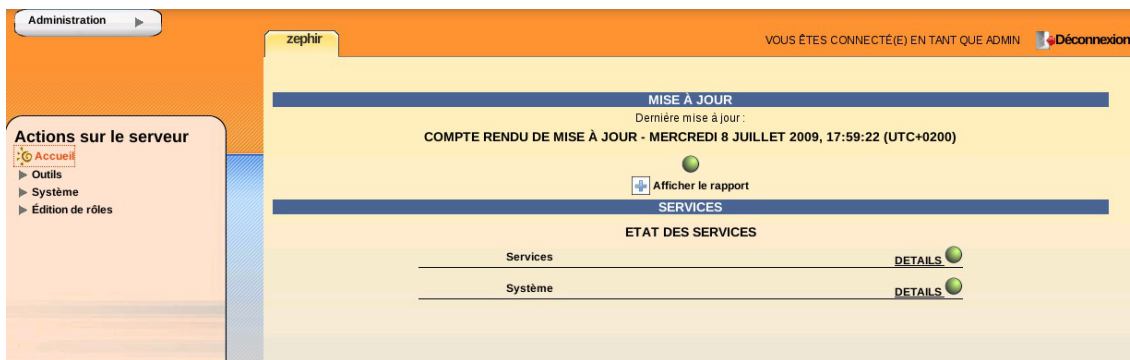 Administration
zephir
VOUS ÊTES CONNECTÉ(E) EN TANT QUE ADMIN
Déconnexion
Actions sur le serveur
Accueil
Outils
Système
Édition de rôles
MISE À JOUR
Dernière mise à jour :
COMPTE RENDU DE MISE À JOUR - MERCREDI 8 JUILLET 2009, 17:59:22 (UTC+0200)
Afficher le rapport
SERVICES
ETAT DES SERVICES
Services DETAILS
Système DETAILS